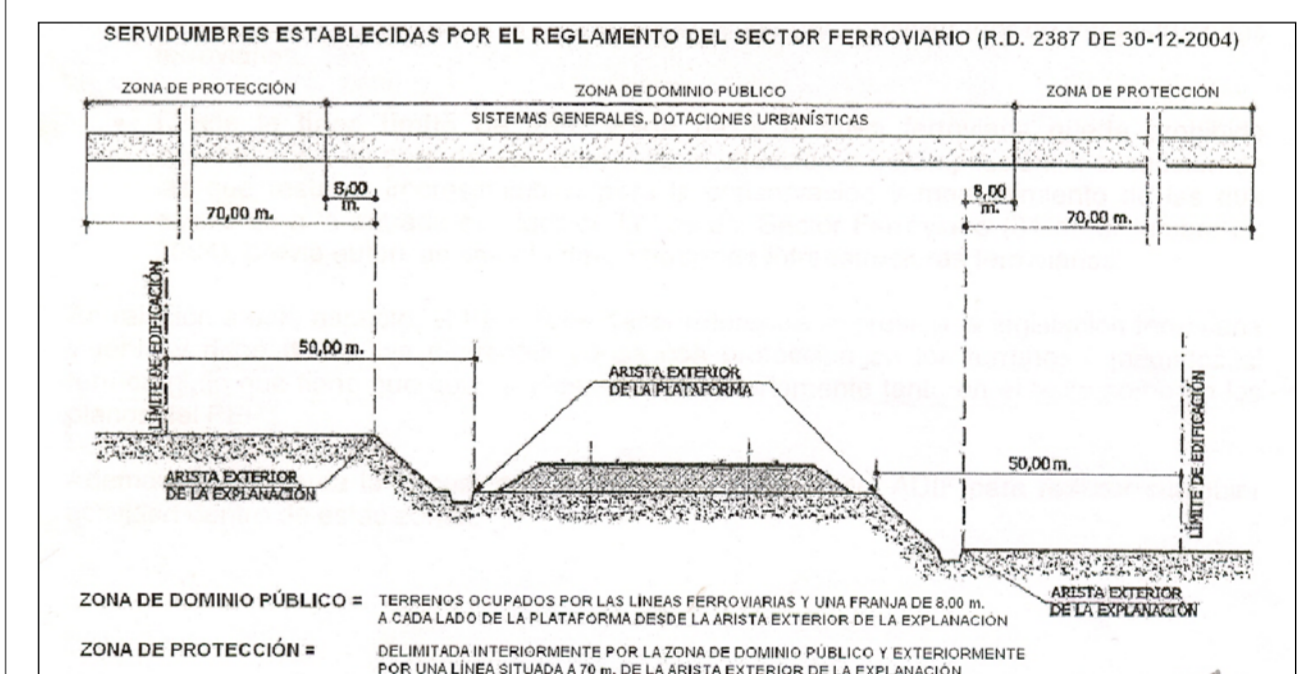 SERVIDUMBRES ESTABLECIDAS POR EL REGLAMENTO DEL SECTOR FERROVIARIO (R.D. 2387 DE 30-12-2004)
ZONA DE PROTECCIÓN
ZONA DE DOMINIO PÚBLICO
ZONA DE PROTECCIÓN
SISTEMAS GENERALES, DOTACIONES URBANÍSTICAS
8,00
m.
8,00
m.
70,00 m.
70,00 m.
LÍMITE DE EDIFICACIÓN
50,00 m.
ARISTA EXTERIOR
DE LA PLATAFORMA
LÍMITE DE EDIFICACIÓN
50,00 m.
ARISTA EXTERIOR
DE LA EXPLANACIÓN
ARISTA EXTERIOR
DE LA EXPLANACIÓN
ZONA DE DOMINIO PÚBLICO = TERRENOS OCUPADOS POR LAS LINEAS FERROVIARIAS Y UNA FRANJA DE 8.00 m.
A CADA LADO DE LA PLATAFORMA DESDE LA ARISTA EXTERIOR DE LA EXPLANACIÓN
ZONA DE PROTECCIÓN = DELIMITADA INTERIORMENTE POR LA ZONA DE DOMINIO PÚBLICO Y EXTERIORMENTE
POR UNA LÍNEA SITUADA A 70 m. DE LA ARISTA EXTERIOR DE LA EXPLANACIÓN